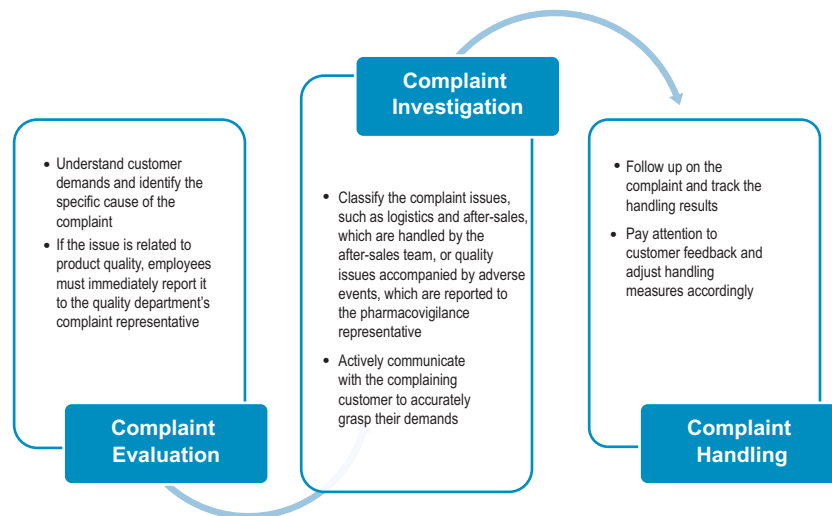 • Understand customer
demands and identify the
specific cause of the
complaint
• If the issue is related to
product quality, employees
must immediately report it
to the quality department's
complaint representative
Complaint
Evaluation
Complaint
Investigation
• Classify the complaint issues,
such as logistics and after-sales,
which are handled by the
after-sales team, or quality
issues accompanied by adverse
events, which are reported to
the pharmacovigilance
representative
• Actively communicate
with the complaining
customer to accurately
grasp their demands
• Follow up on the
complaint and track the
handling results
• Pay attention to
customer feedback and
adjust handling
measures accordingly
Complaint
Handling